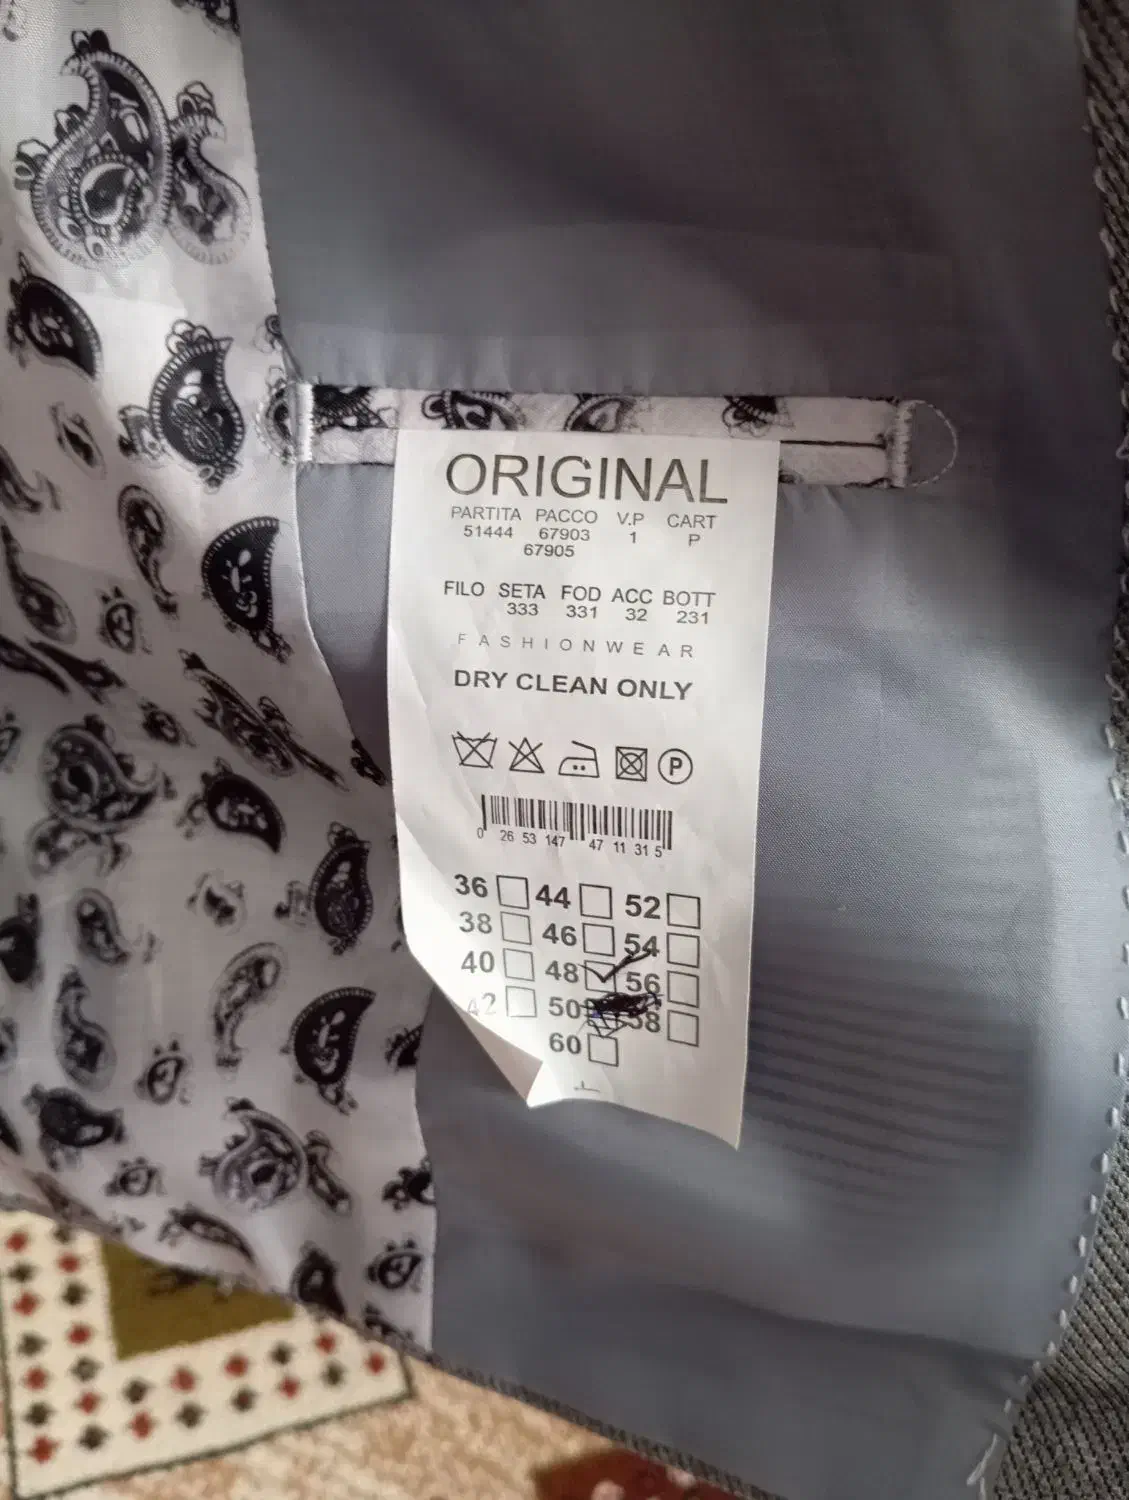 ORIGINAL
PARTITA PACCO V.P CART
51444 67903 1 P
67905
FILO SETA FOD ACC BOTT
333 331 32 231
FASHIONWEAR
DRY CLEAN ONLY
P
0 26 53 147 47 11 31 5
36 44 52
38 46 54
40 48 56
42 50 58
60